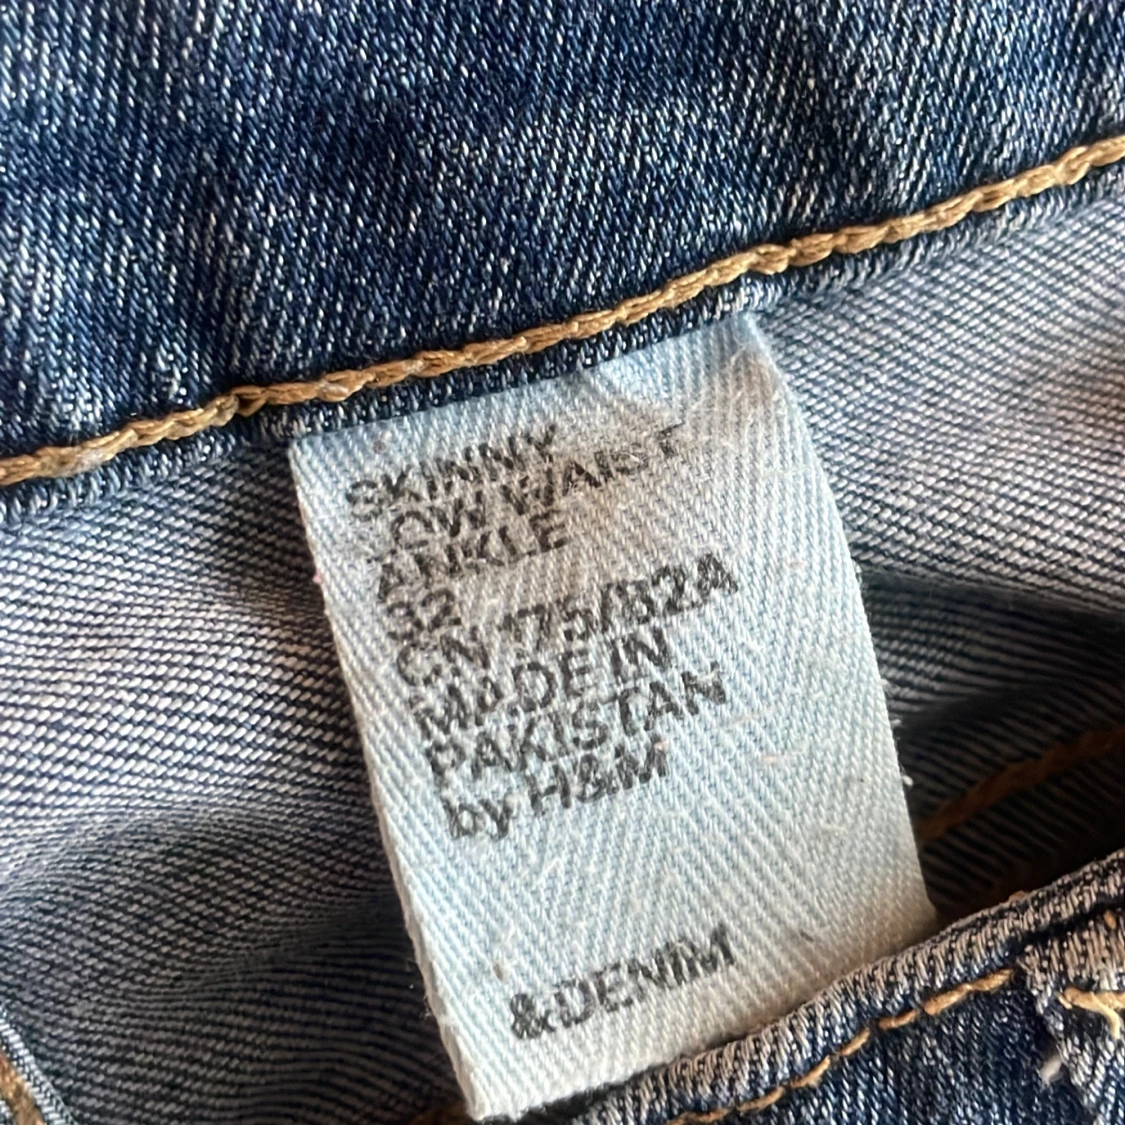 SKINNY
LOW WAIST
ANKLE
32
CN 175/82A
MADE IN
PAKISTAN
by H&M
&DENIM